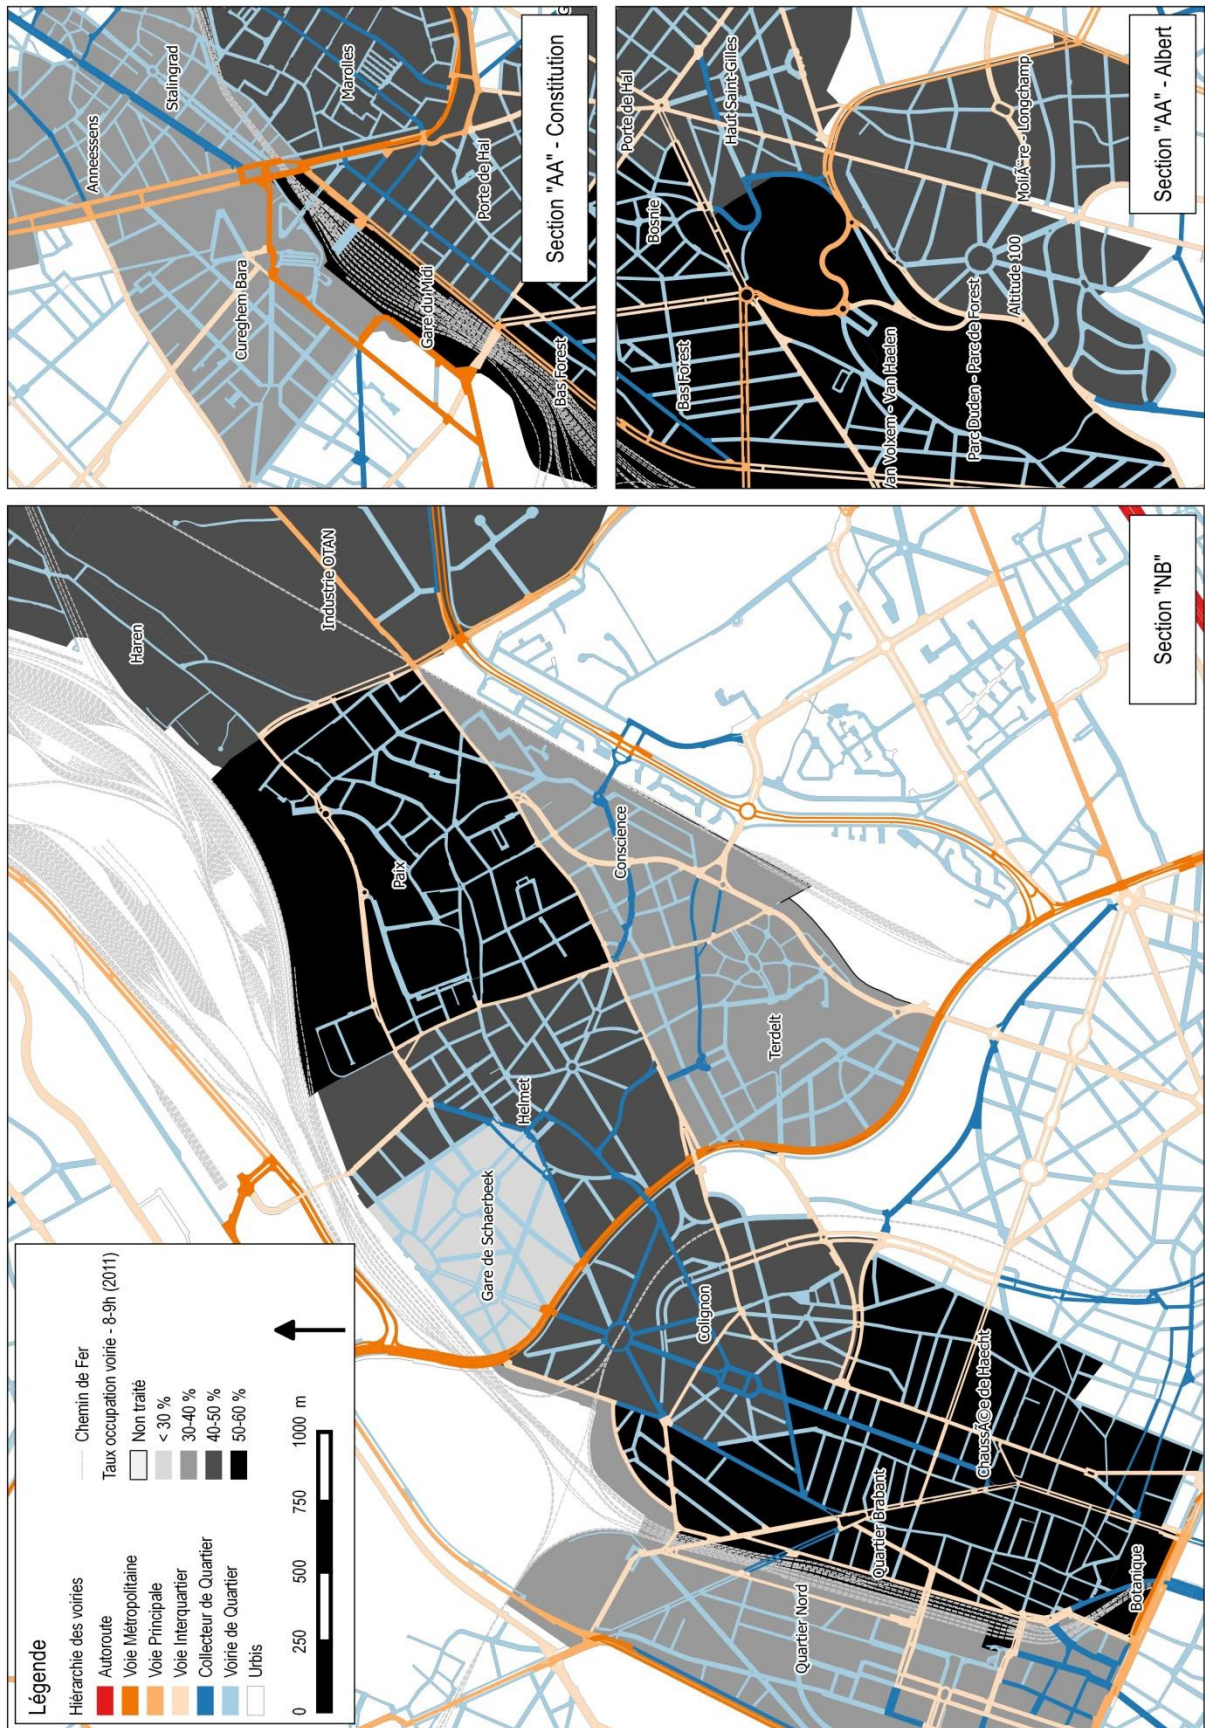 Légende
Hiérarchie des voiries
Autoroute
Voie Métropolitaine
Voie Principale
Voie Interquartier
Collecteur de Quartier
Voirie de Quartier
Urbis
Chemin de Fer
Taux occupation voirie - 8-9h (2011)
Non traité
< 30 %
30-40 %
40-50 %
50-60 %
0 250 500 750 1000 m
Haren
Industrie OTAN
Paix
Conscience
Helmet
Terdelt
Gare de Schaerbeek
Colignon
ChaussÃ©e de Haecht
Quartier Brabant
Quartier Nord
Botanique
Section "NB"
Stalingrad
Anneessens
Marolles
Cureghem Bara
Porte de Hal
Gare du Midi
Bas Forest
Section "AA" - Constitution
Porte de Hal
Haut Saint-Gilles
Bosnie
Bas Forest
MoliÃ¨re - Longchamp
Altitude 100
Van Volxem - Van Haelen
Parc Duden - Parc de Forest
Section "AA" - Albert